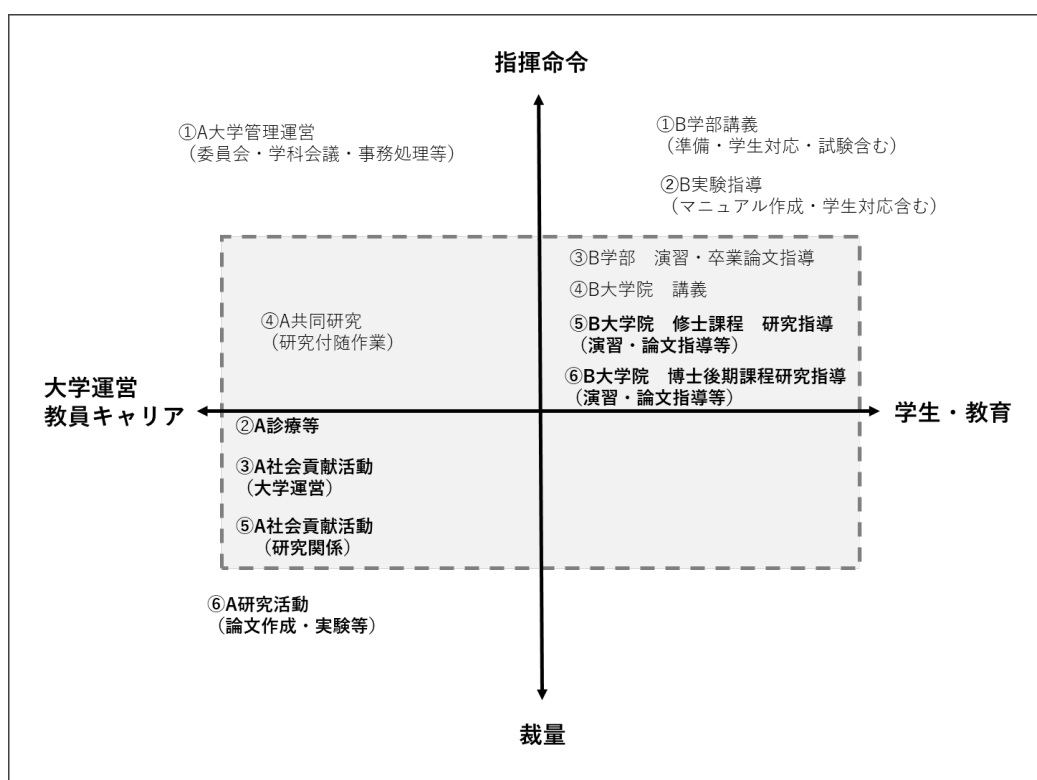 指揮命令
①A大学管理運営
（委員会・学科会議・事務処理等）
①B学部講義
（準備・学生対応・試験含む）
②B実験指導
（マニュアル作成・学生対応含む）
③B学部　演習・卒業論文指導
④B大学院　講義
④A共同研究
（研究付随作業）
⑤B大学院　修士課程　研究指導
（演習・論文指導等）
⑥B大学院　博士後期課程研究指導
（演習・論文指導等）
大学運営
教員キャリア
学生・教育
②A診療等
③A社会貢献活動
（大学運営）
⑤A社会貢献活動
（研究関係）
⑥A研究活動
（論文作成・実験等）
裁量